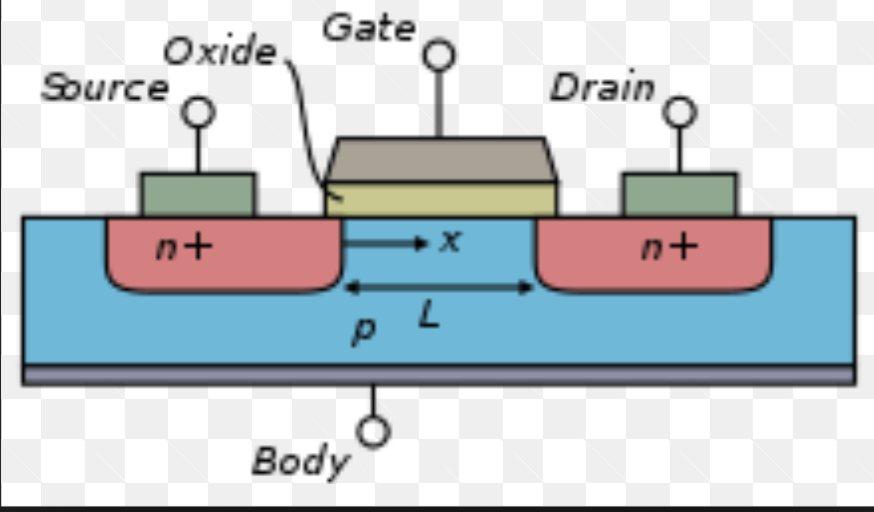 Gate
Oxide
Source
Drain
n+
x
n+
L
p
Body